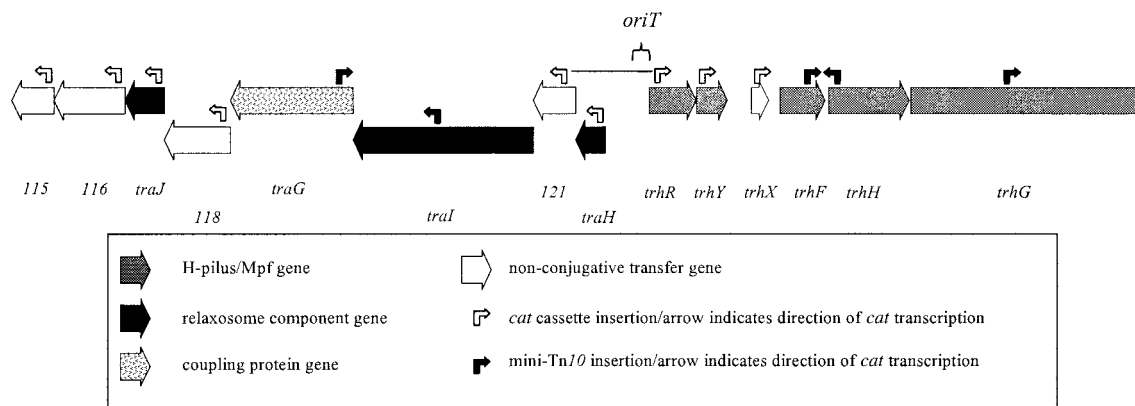 oriT
115 116 traJ traG 121 trhR trhY trhX trhF trhH trhG
118 traI traH
H-pilus/Mpf gene
non-conjugative transfer gene
relaxosome component gene
cat cassette insertion/arrow indicates direction of cat transcription
coupling protein gene
mini-Tn10 insertion/arrow indicates direction of cat transcription